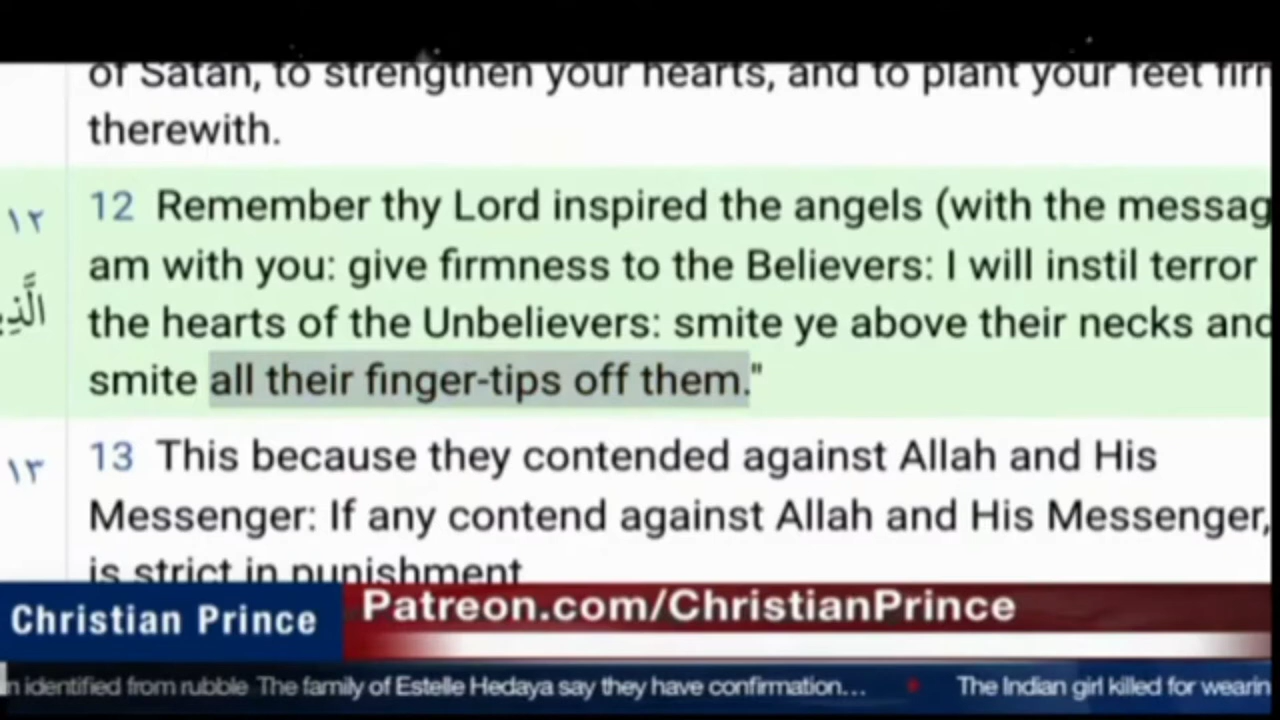 of Satan, to strengthen your hearts, and to plant your feet
therewith.
١٢
12 Remember thy Lord inspired the angels (with the messag
am with you: give firmness to the Believers: I will instil terror
the hearts of the Unbelievers: smite ye above their necks and
smite all their finger-tips off them."
١٣
13 This because they contended against Allah and His
Messenger: If any contend against Allah and His Messenger,
is strict in punishment
Christian Prince
Patreon.com/ChristianPrince
n identified from rubble The family of Estelle Hedaya say they have confirmation... The Indian girl killed for wearin